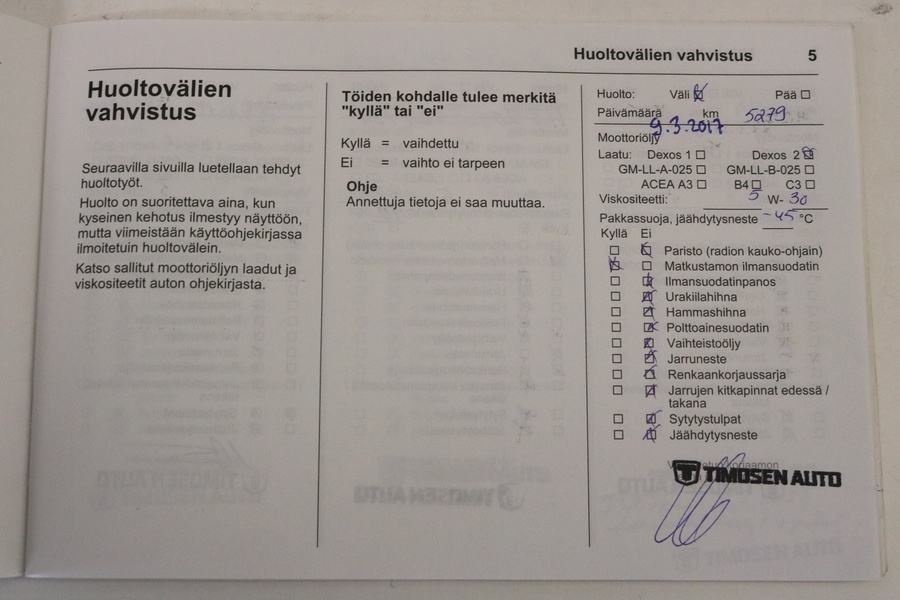 Huoltovälien vahvistus 5
Huoltovälien
vahvistus
Seuraavilla sivuilla luetellaan tehdyt
huoltotyöt.
Huolto on suoritettava aina, kun
kyseinen kehotus ilmestyy näyttöön,
mutta viimeistään käyttöohjekirjassa
ilmoitetuin huoltovälein.
Katso sallitut moottoriöljyn laadut ja
viskositeetit auton ohjekirjasta.
Töiden kohdalle tulee merkitä
"kyllä" tai "ei"
Kyllä = vaihdettu
Ei = vaihto ei tarpeen
Ohje
Annettuja tietoja ei saa muuttaa.
Huolto: Väli Pää
Päivämäärä km 5279
9.3.2017
Moottoriöljy
Laatu: Dexos 1 Dexos 2
GM-LL-A-025 GM-LL-B-025
ACEA A3 B4 C3
Viskositeetti: 5 W- 30
Pakkassuoja, jäähdytysneste -45 °C
Kyllä Ei
Paristo (radion kauko-ohjain)
Matkustamon ilmansuodatin
Ilmansuodatinpanos
Urakiilahihna
Hammashihna
Polttoainesuodatin
Vaihteistoöljy
Jarruneste
Renkaankorjaussarja
Jarrujen kitkapinnat edessä /
takana
Sytytystulpat
Jäähdytysneste
TIMOSEN AUTO